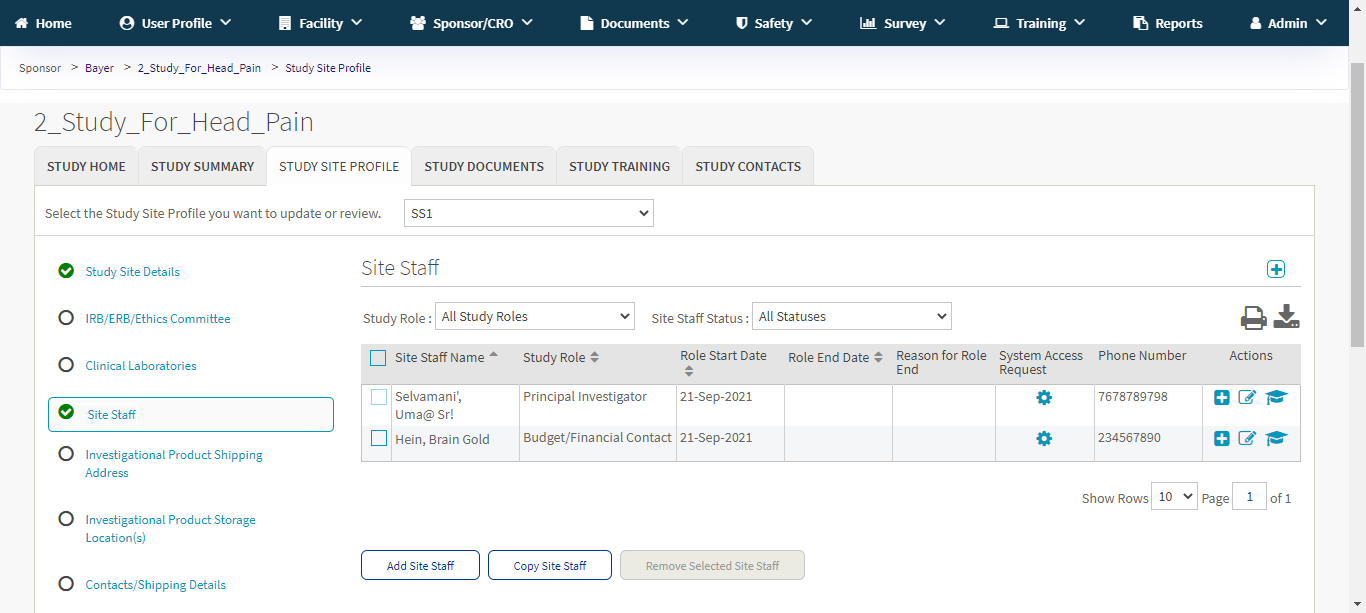 Home User Profile Facility Sponsor/CRO Documents Safety Survey Training Reports Admin
Sponsor > Bayer > 2_Study_For_Head_Pain > Study Site Profile
2_Study_For_Head_Pain
STUDY HOME STUDY SUMMARY STUDY SITE PROFILE STUDY DOCUMENTS STUDY TRAINING STUDY CONTACTS
Select the Study Site Profile you want to update or review. SS1
Study Site Details
IRB/ERB/Ethics Committee
Clinical Laboratories
Site Staff
Investigational Product Shipping
Address
Investigational Product Storage
Location(s)
Contacts/Shipping Details
Site Staff
Study Role : All Study Roles Site Staff Status : All Statuses
Site Staff Name Study Role Role Start Date Role End Date Reason for Role System Access Phone Number Actions
End Request
Selvamani', Principal Investigator 21-Sep-2021 7678789798
Uma@ Sr!
Hein, Brain Gold Budget/Financial Contact 21-Sep-2021 234567890
Show Rows 10 Page 1 of 1
Add Site Staff Copy Site Staff Remove Selected Site Staff